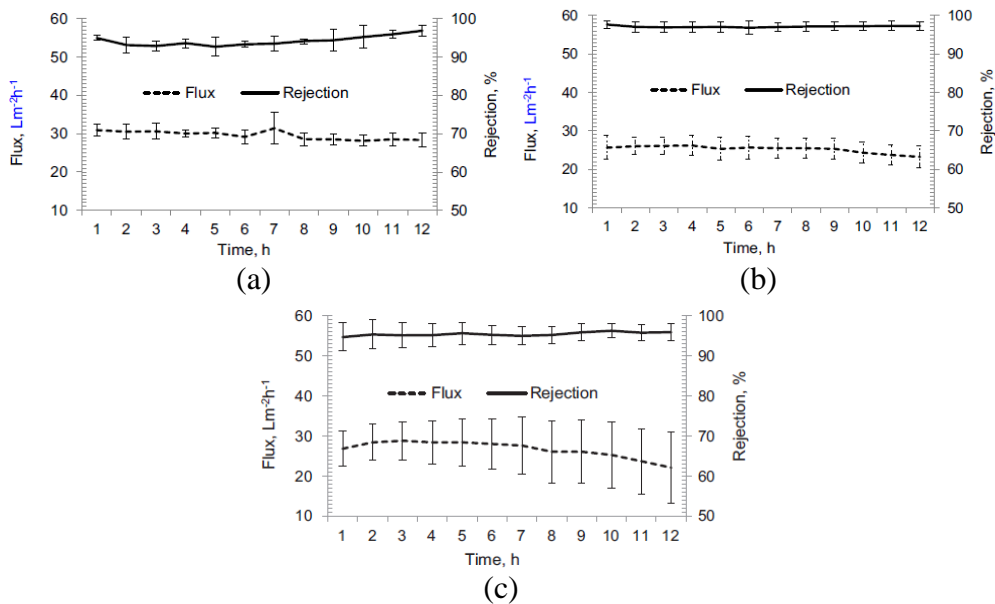 60
50
40
30
20
10
Flux, Lm⁻²h⁻¹
100
90
80
70
60
50
Rejection, %
Flux
Rejection
1 2 3 4 5 6 7 8 9 10 11 12
Time, h
(a)
60
50
40
30
20
10
Flux, Lm⁻²h⁻¹
100
90
80
70
60
50
Rejection, %
Flux
Rejection
1 2 3 4 5 6 7 8 9 10 11 12
Time, h
(b)
60
50
40
30
20
10
Flux, Lm⁻²h⁻¹
100
90
80
70
60
50
Rejection, %
Flux
Rejection
1 2 3 4 5 6 7 8 9 10 11 12
Time, h
(c)